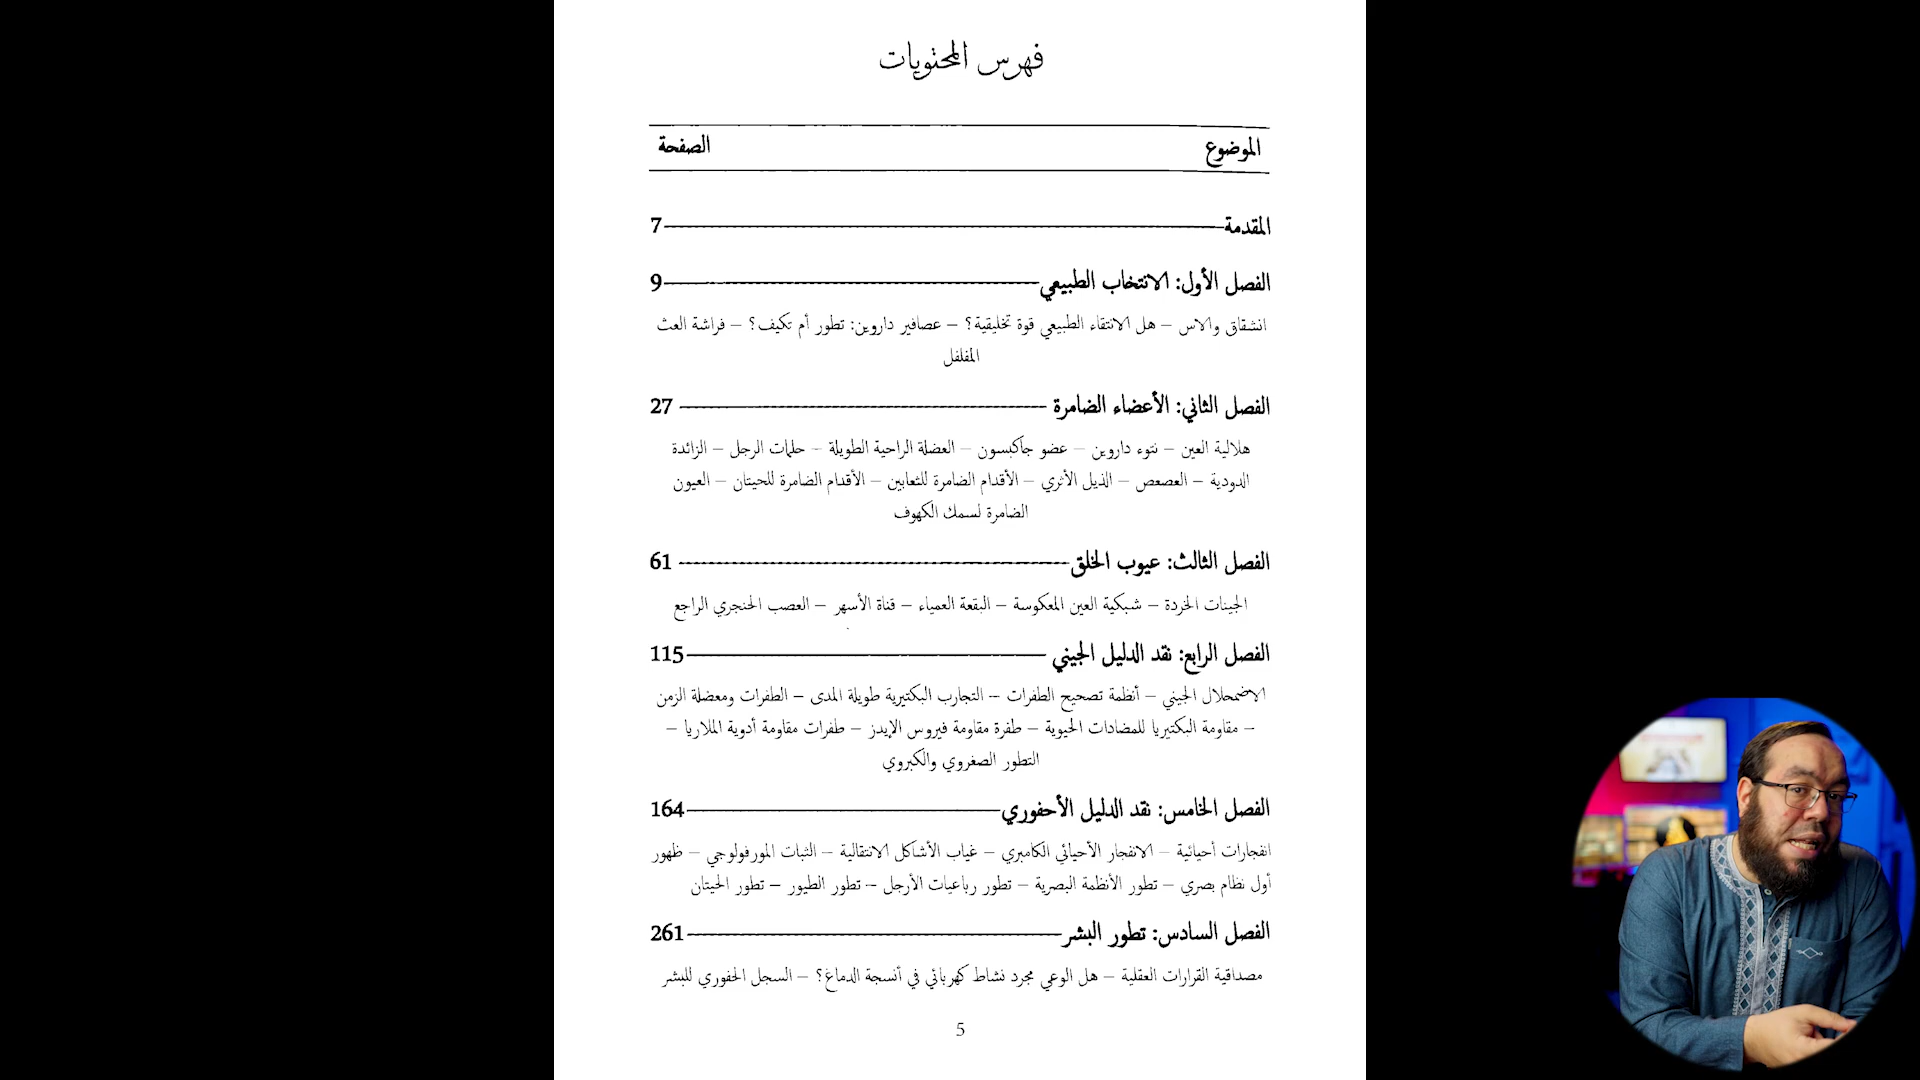 فهرس المحتويات
الموضوع الصفحة
المقدمة 7
الفصل الأول: الانتخاب الطبيعي 9
انشقاق والاس – هل الانتقاء الطبيعي قوة تخليقية؟ – عصافير داروين: تطور أم تكيف؟ – فراشة العث
المفلفل
الفصل الثاني: الأعضاء الضامرة 27
هلالية العين – نتوء داروين – عضو جاكبسون – العضلة الراحية الطويلة – حلمات الرجل – الزائدة
الدودية – العصعص – الذيل الأثري – الأقدام الضامرة للثعابين – الأقدام الضامرة للحيتان – العيون
الضامرة لسمك الكهوف
الفصل الثالث: عيوب الخلق 61
الجينات الخردة – شبكية العين المعكوسة – البقعة العمياء – قناة الأسهر – العصب الحنجري الراجع
الفصل الرابع: نقد الدليل الجيني 115
الاضمحلال الجيني – أنظمة تصحيح الطفرات – التجارب البكتيرية طويلة المدى – الطفرات ومعضلة الزمن
– مقاومة البكتيريا للمضادات الحيوية – طفرة مقاومة فيروس الإيدز – طفرات مقاومة أدوية الملاريا –
التطور الصغروي والكبروي
الفصل الخامس: نقد الدليل الأحفوري 164
انفجارات أحيائية – الانفجار الأحيائي الكامبري – غياب الأشاكل الانتقالية – الثبات المورفولوجي – ظهور
أول نظام بصري – تطور الأنظمة البصرية – تطور رباعيات الأرجل – تطور الطيور – تطور الحيتان
الفصل السادس: تطور البشر 261
مصداقية القرارات العقلية – هل الوعي مجرد نشاط كهربائي في أنسجة الدماغ؟ – السجل الحفوري للبشر
5